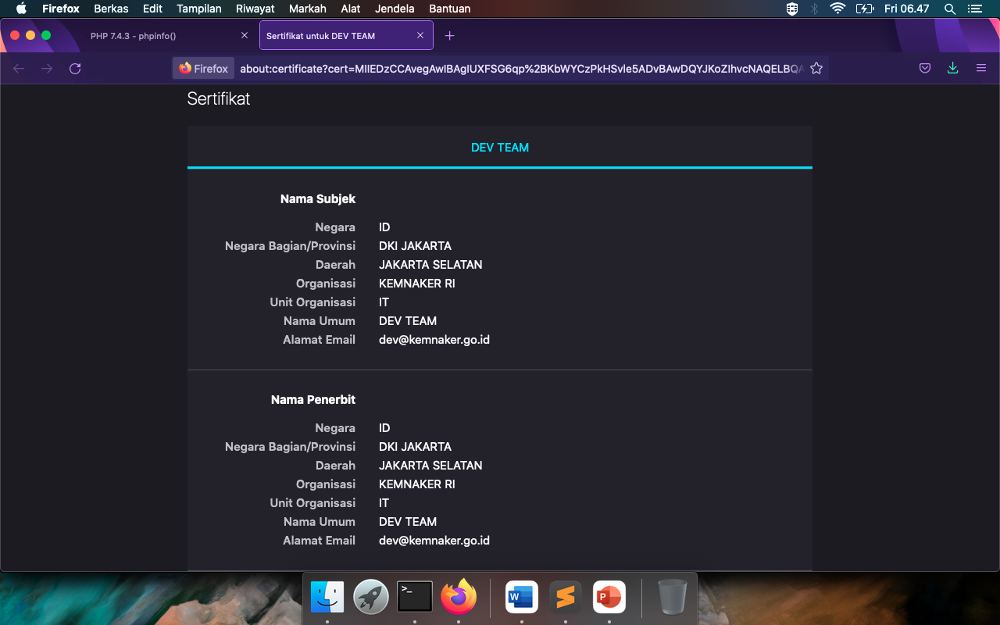 Firefox Berkas Edit Tampilan Riwayat Markah Alat Jendela Bantuan Fri 06.47
PHP 7.4.3 - phpinfo() Sertifikat untuk DEV TEAM
Firefox about:certificate?cert=MIIEDzCCAvegAwIBAgIUXFSG6qp%2BKbWYCzPkHSvle5ADvBAwDQYJKoZIhvcNAQELBQA
Sertifikat
DEV TEAM
Nama Subjek
Negara ID
Negara Bagian/Provinsi DKI JAKARTA
Daerah JAKARTA SELATAN
Organisasi KEMNAKER RI
Unit Organisasi IT
Nama Umum DEV TEAM
Alamat Email dev@kemnaker.go.id
Nama Penerbit
Negara ID
Negara Bagian/Provinsi DKI JAKARTA
Daerah JAKARTA SELATAN
Organisasi KEMNAKER RI
Unit Organisasi IT
Nama Umum DEV TEAM
Alamat Email dev@kemnaker.go.id
>_ W P